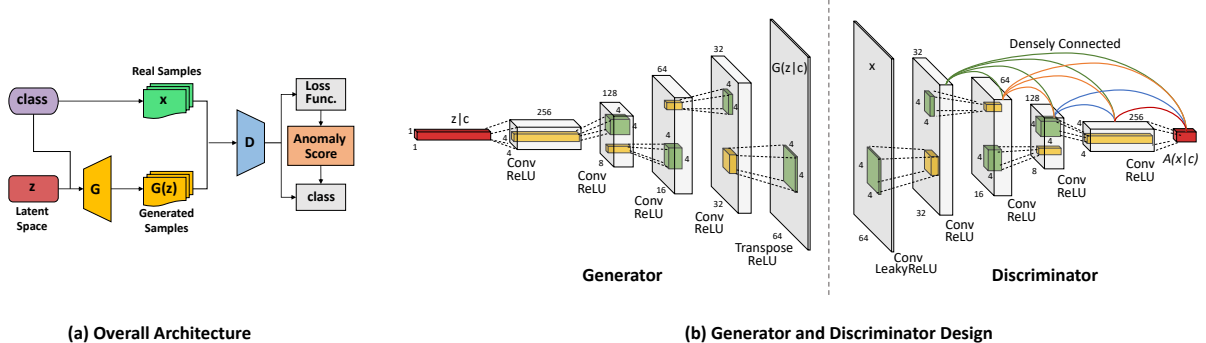 Real Samples
class
x
Loss
Func.
D
Anomaly
Score
z
G
G(z)
class
Latent
Space
Generated
Samples
(a) Overall Architecture
1
1
z|c
256
4
4
Conv
ReLU
128
4
4
8
Conv
ReLU
64
4
4
16
Conv
ReLU
32
4
4
32
Conv
ReLU
G(z|c)
4
4
64
Transpose
ReLU
Generator
x
4
4
64
Conv
LeakyReLU
32
4
4
32
Conv
ReLU
Densely Connected
64
4
4
16
Conv
ReLU
128
4
4
8
Conv
ReLU
256
4
4
Conv
ReLU
A(x|c)
Discriminator
(b) Generator and Discriminator Design